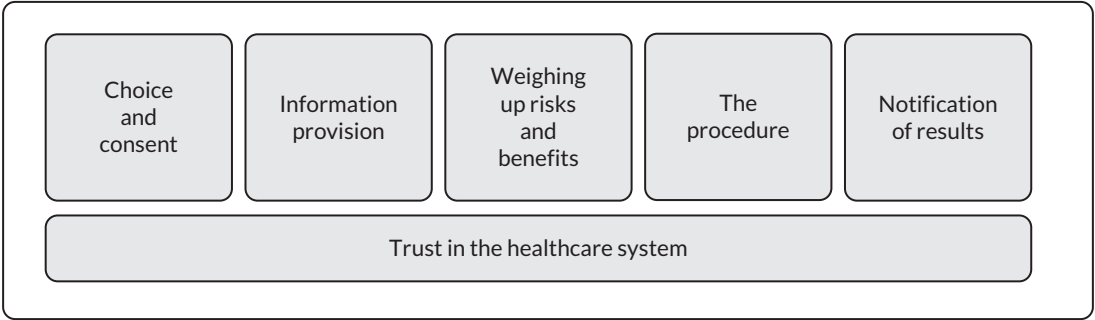 Choice
and
consent
Information
provision
Weighing
up risks
and
benefits
The
procedure
Notification
of results
Trust in the healthcare system